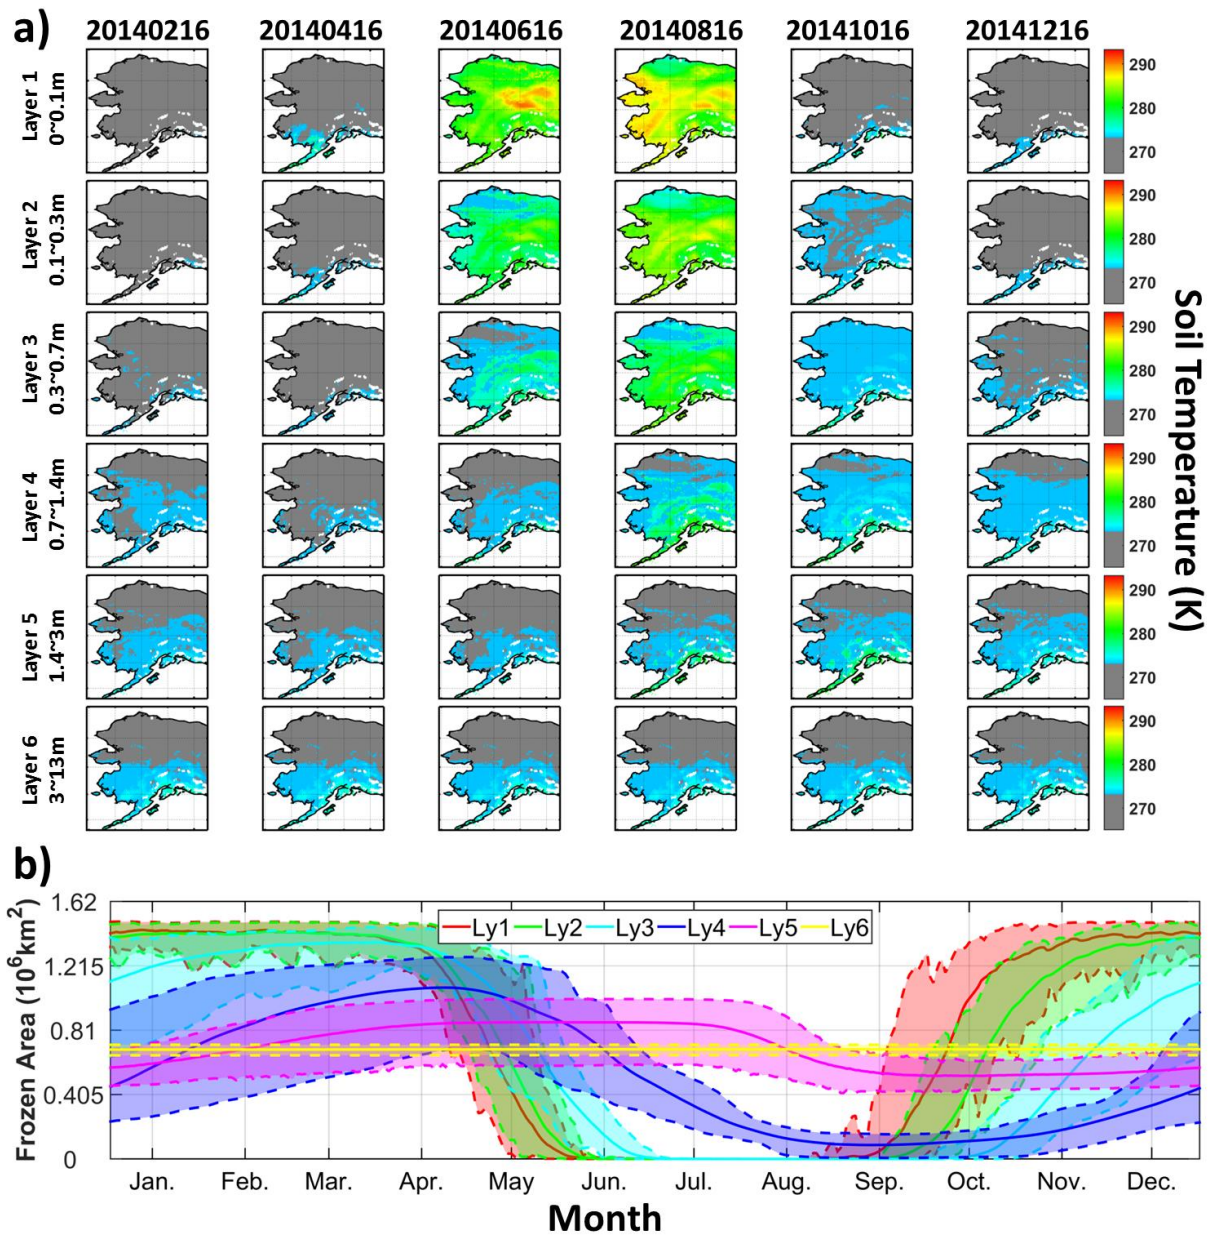 a)
20140216 20140416 20140616 20140816 20141016 20141216
Layer 1
0~0.1m
290
280
270
Layer 2
0.1~0.3m
290
280
270
Layer 3
0.3~0.7m
290
280
270
Layer 4
0.7~1.4m
290
280
270
Layer 5
1.4~3m
290
280
270
Layer 6
3~13m
290
280
270
Soil Temperature (K)
b)
Frozen Area (10⁶km²)
1.62
1.215
0.81
0.405
0
Ly1 Ly2 Ly3 Ly4 Ly5 Ly6
Jan. Feb. Mar. Apr. May Jun. Jul. Aug. Sep. Oct. Nov. Dec.
Month